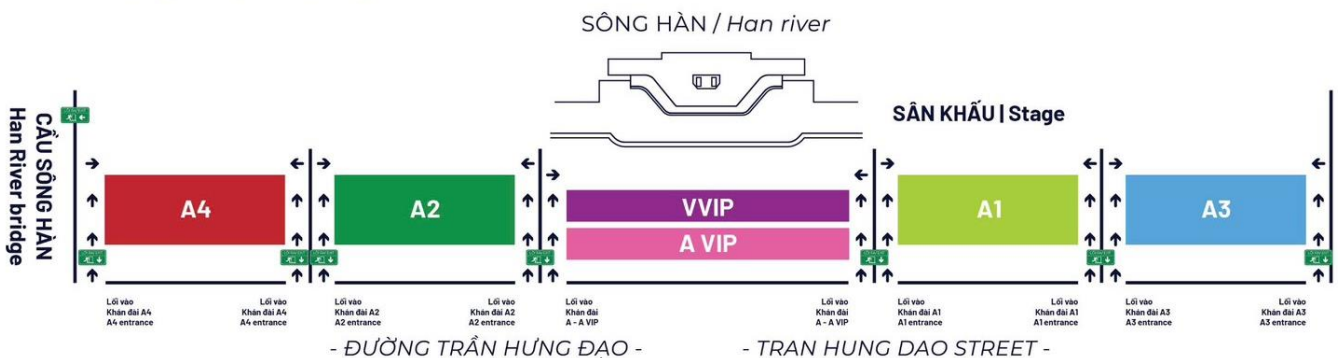 SÔNG HÀN / Han river
SÂN KHẤU | Stage
CẦU SÔNG HÀN
Han River bridge
A4
A2
VVIP
A VIP
A1
A3
Lối vào
Khán đài A4
A4 entrance
Lối vào
Khán đài A4
A4 entrance
Lối vào
Khán đài A2
A2 entrance
Lối vào
Khán đài A2
A2 entrance
Lối vào
Khán đài
A - A VIP
Lối vào
Khán đài
A - A VIP
Lối vào
Khán đài A1
A1 entrance
Lối vào
Khán đài A1
A1 entrance
Lối vào
Khán đài A3
A3 entrance
Lối vào
Khán đài A3
A3 entrance
- ĐƯỜNG TRẦN HƯNG ĐẠO -
- TRAN HUNG DAO STREET -